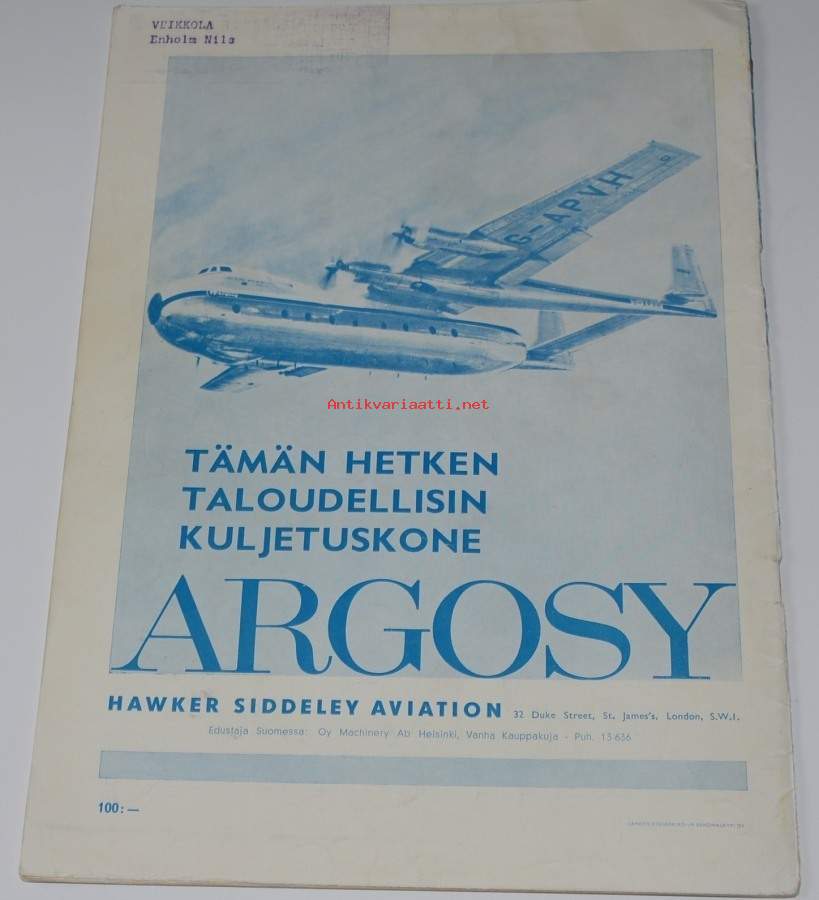 VEIKKOLA
Enholm Nils
G-APVH
G
Antikvariaatti.net
TÄMÄN HETKEN
TALOUDELLISIN
KULJETUSKONE
ARGOSY
HAWKER SIDDELEY AVIATION 32 Duke Street, St. James's, London, S.W.1.
Edustaja Suomessa: Oy Machinery Ab Helsinki, Vanha Kauppakuja - Puh. 13 636
100:—